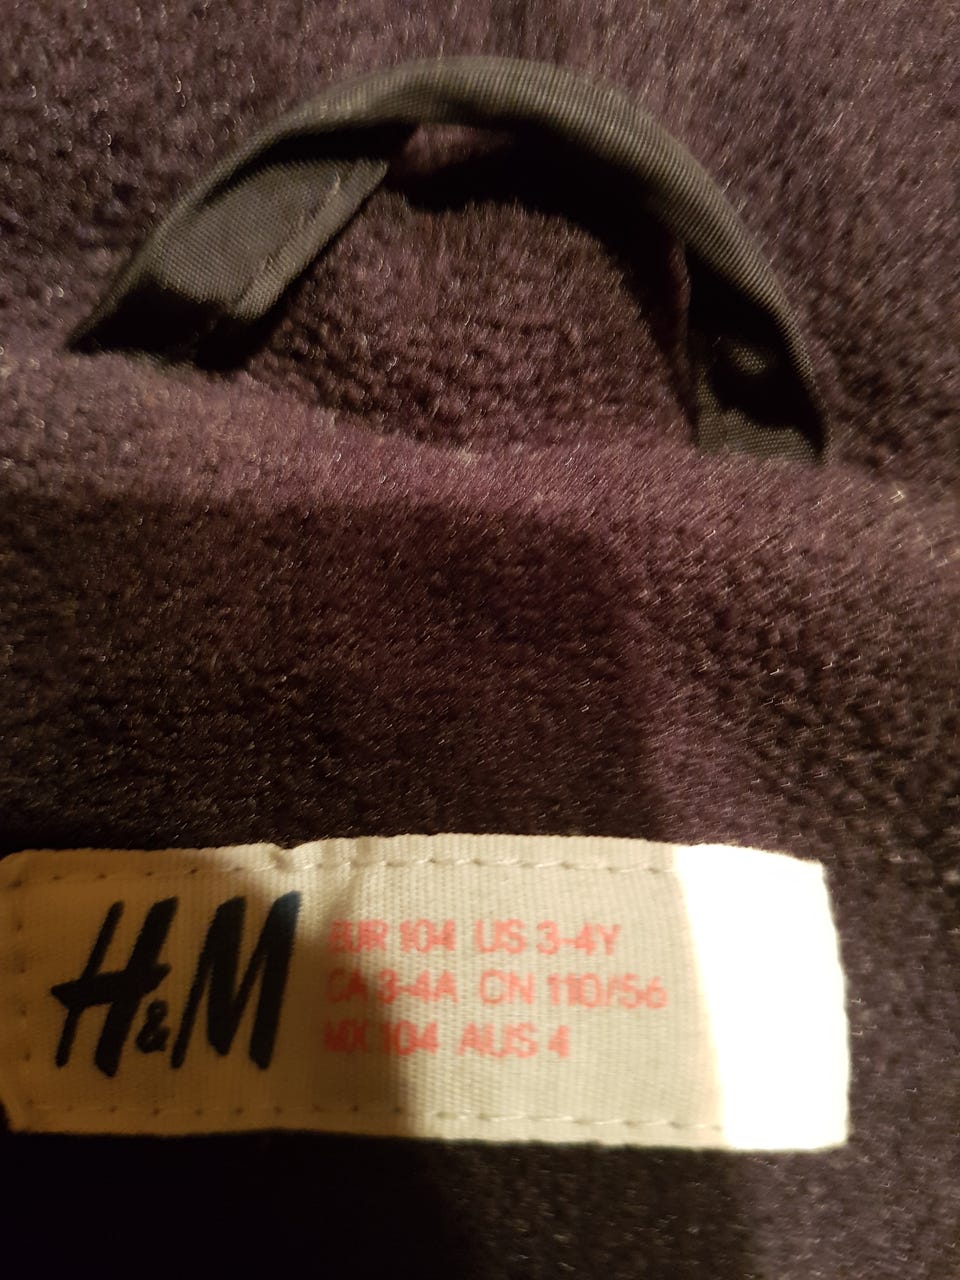 H&M
EUR 104 US 3-4Y
CA 3-4A CN 110/56
MX 104 AUS 4